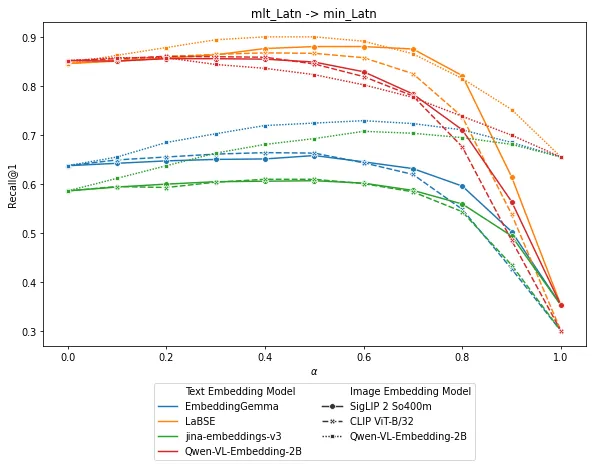 mlt_Latn -> min_Latn
0.9
0.8
0.7
0.6
0.5
0.4
0.3
Recall@1
0.0 0.2 0.4 0.6 0.8 1.0
α
Text Embedding Model Image Embedding Model
EmbeddingGemma SigLIP 2 So400m
LaBSE CLIP ViT-B/32
jina-embeddings-v3 Qwen-VL-Embedding-2B
Qwen-VL-Embedding-2B